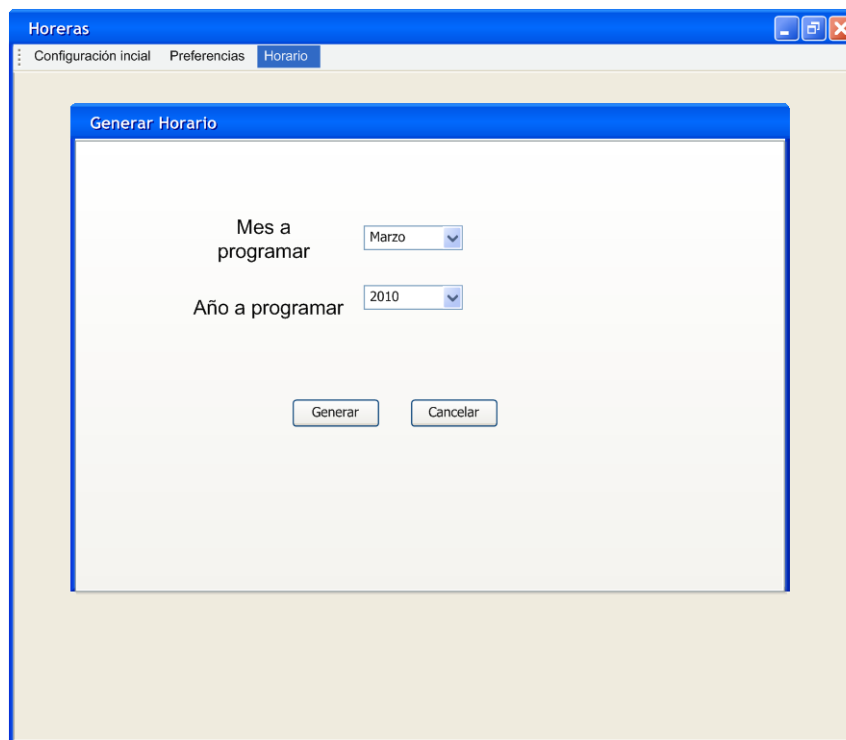 Horeras
Configuración incial Preferencias Horario
Generar Horario
Mes a
programar
Marzo
Año a programar
2010
Generar Cancelar